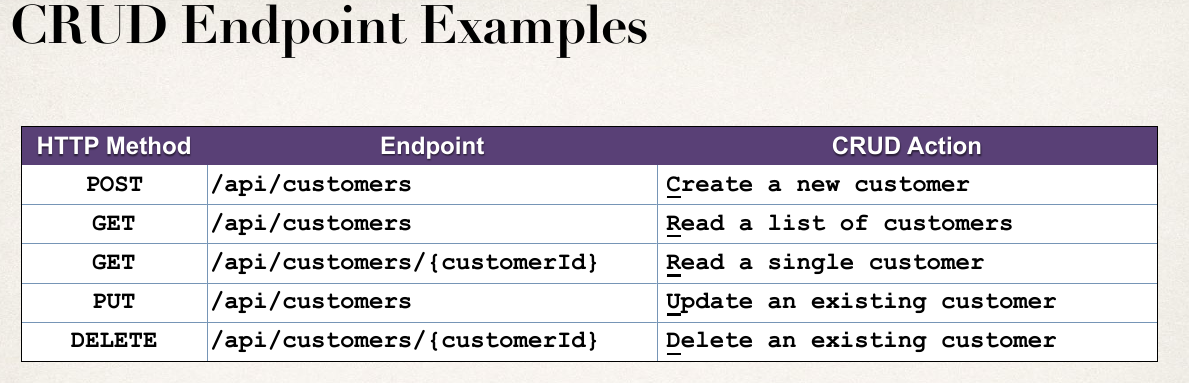 CRUD Endpoint Examples
HTTP Method Endpoint CRUD Action
POST /api/customers Create a new customer
GET /api/customers Read a list of customers
GET /api/customers/{customerId} Read a single customer
PUT /api/customers Update an existing customer
DELETE /api/customers/{customerId} Delete an existing customer